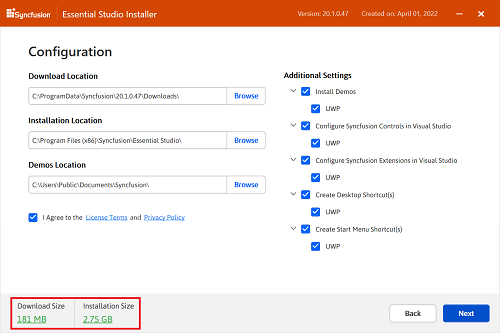 Syncfusion Essential Studio Installer Version: 20.1.0.47 Created on: April 01, 2022
Configuration
Download Location
C:\ProgramData\Syncfusion\20.1.0.47\Downloads\ Browse
Installation Location
C:\Program Files (x86)\Syncfusion\Essential Studio\ Browse
Demos Location
C:\Users\Public\Documents\Syncfusion\ Browse
I Agree to the License Terms and Privacy Policy
Additional Settings
Install Demos
UWP
Configure Syncfusion Controls in Visual Studio
UWP
Configure Syncfusion Extensions in Visual Studio
UWP
Create Desktop Shortcut(s)
UWP
Create Start Menu Shortcut(s)
UWP
Download Size Installation Size
181 MB 2.75 GB
Back Next